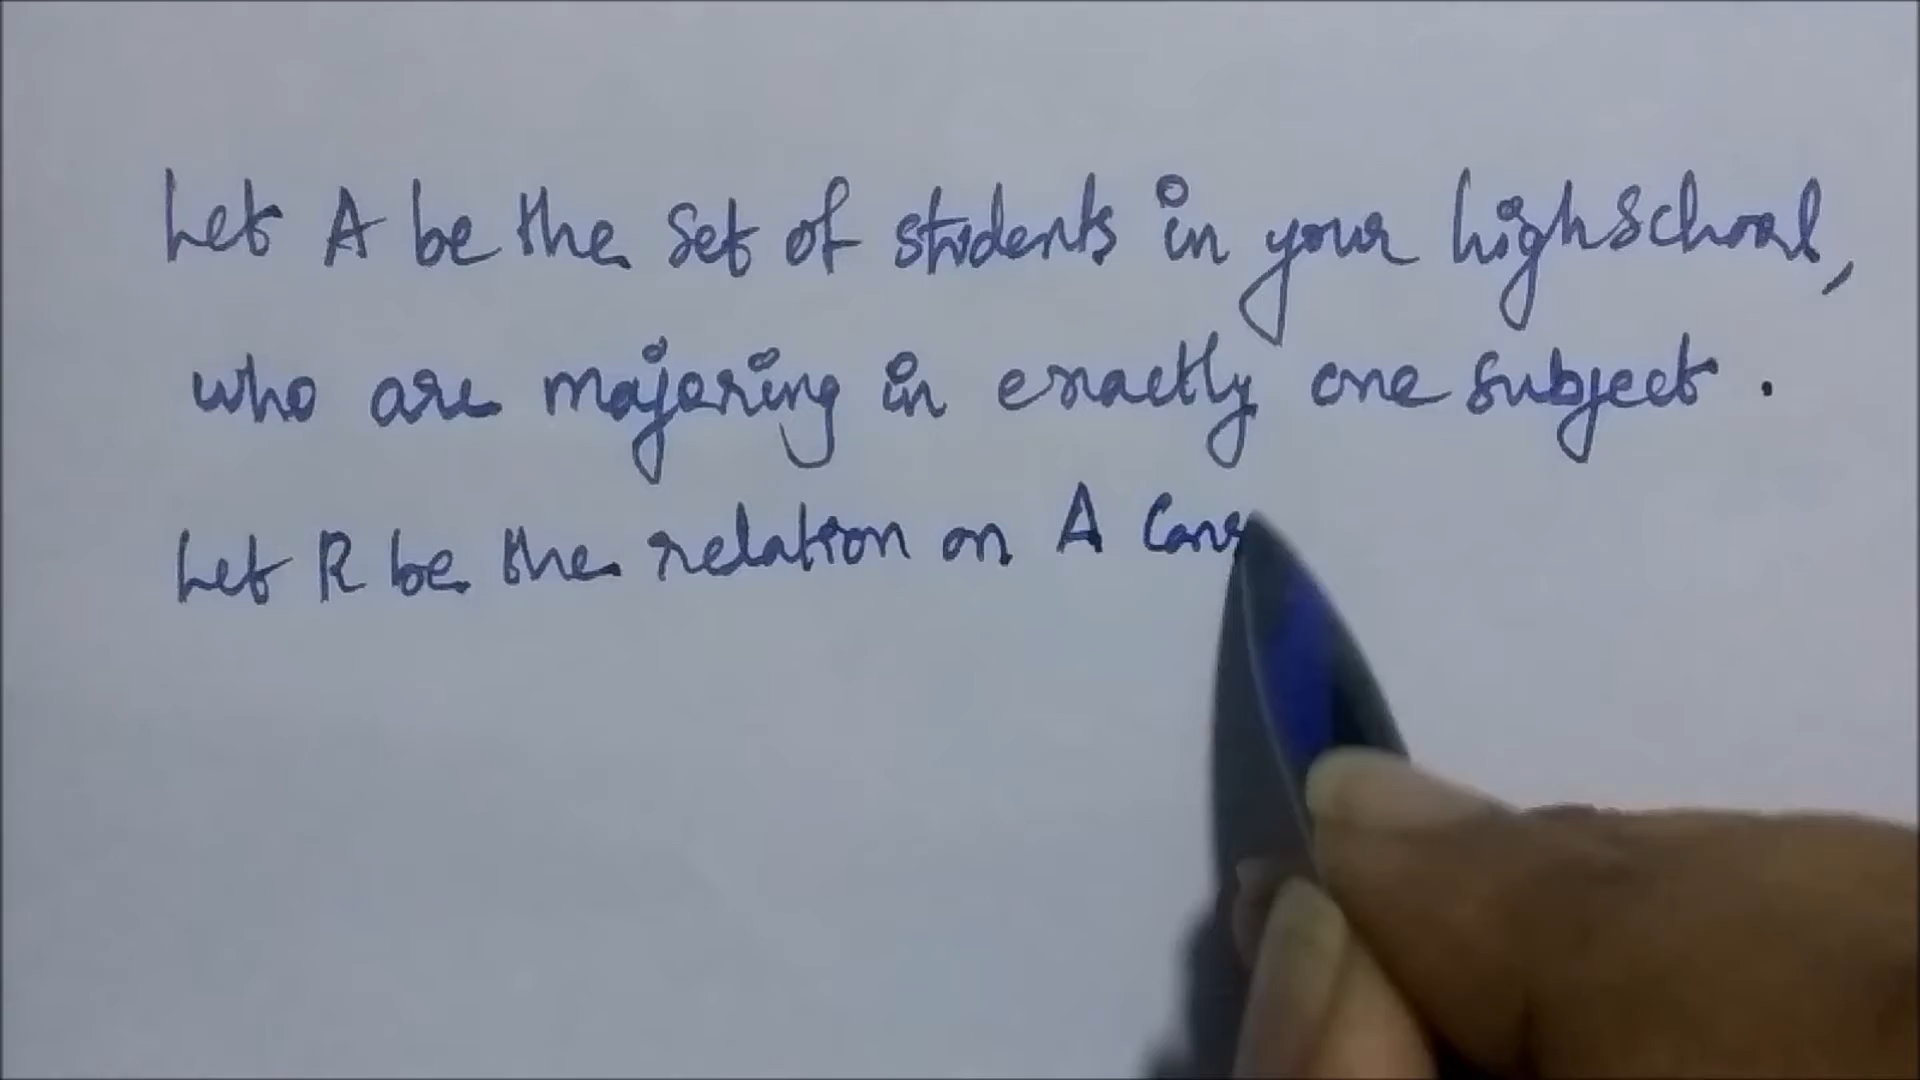 Let A be the set of students in your highschool,
who are majoring in exactly one subject.
Let R be the relation on A Cons